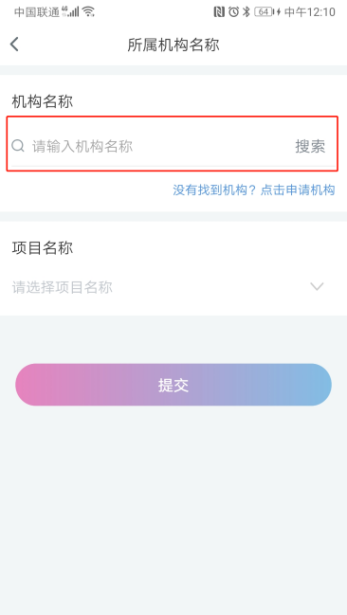 中国联通 中午12:10
64
所属机构名称
机构名称
请输入机构名称 搜索
没有找到机构？点击申请机构
项目名称
请选择项目名称
提交